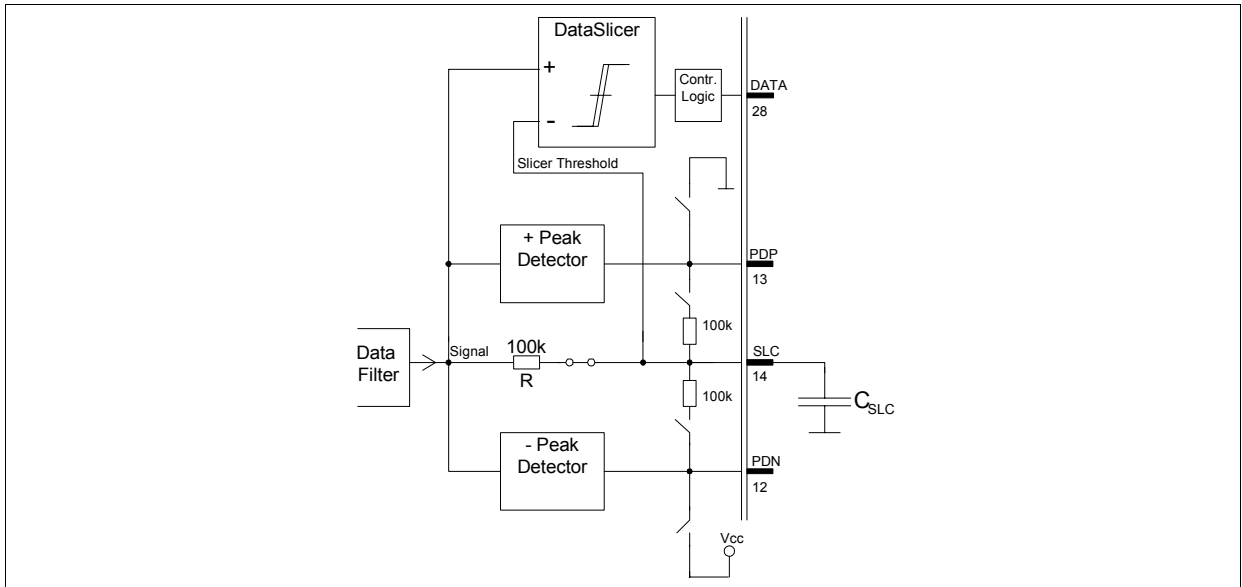 DataSlicer
+
-
Contr.
Logic
DATA
28
Slicer Threshold
+ Peak
Detector
PDP
13
100k
Data
Filter
Signal
100k
R
SLC
14
C_SLC
100k
- Peak
Detector
PDN
12
Vcc